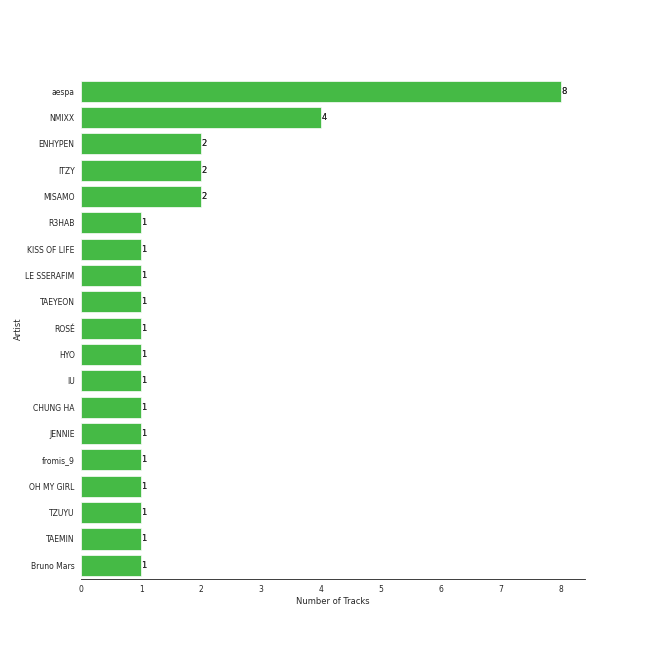 aespa 8
NMIXX 4
ENHYPEN 2
ITZY 2
MISAMO 2
R3HAB 1
KISS OF LIFE 1
LE SSERAFIM 1
TAEYEON 1
ROSÉ 1
HYO 1
IU 1
CHUNG HA 1
JENNIE 1
fromis_9 1
OH MY GIRL 1
TZUYU 1
TAEMIN 1
Bruno Mars 1
Artist
0 1 2 3 4 5 6 7 8
Number of Tracks